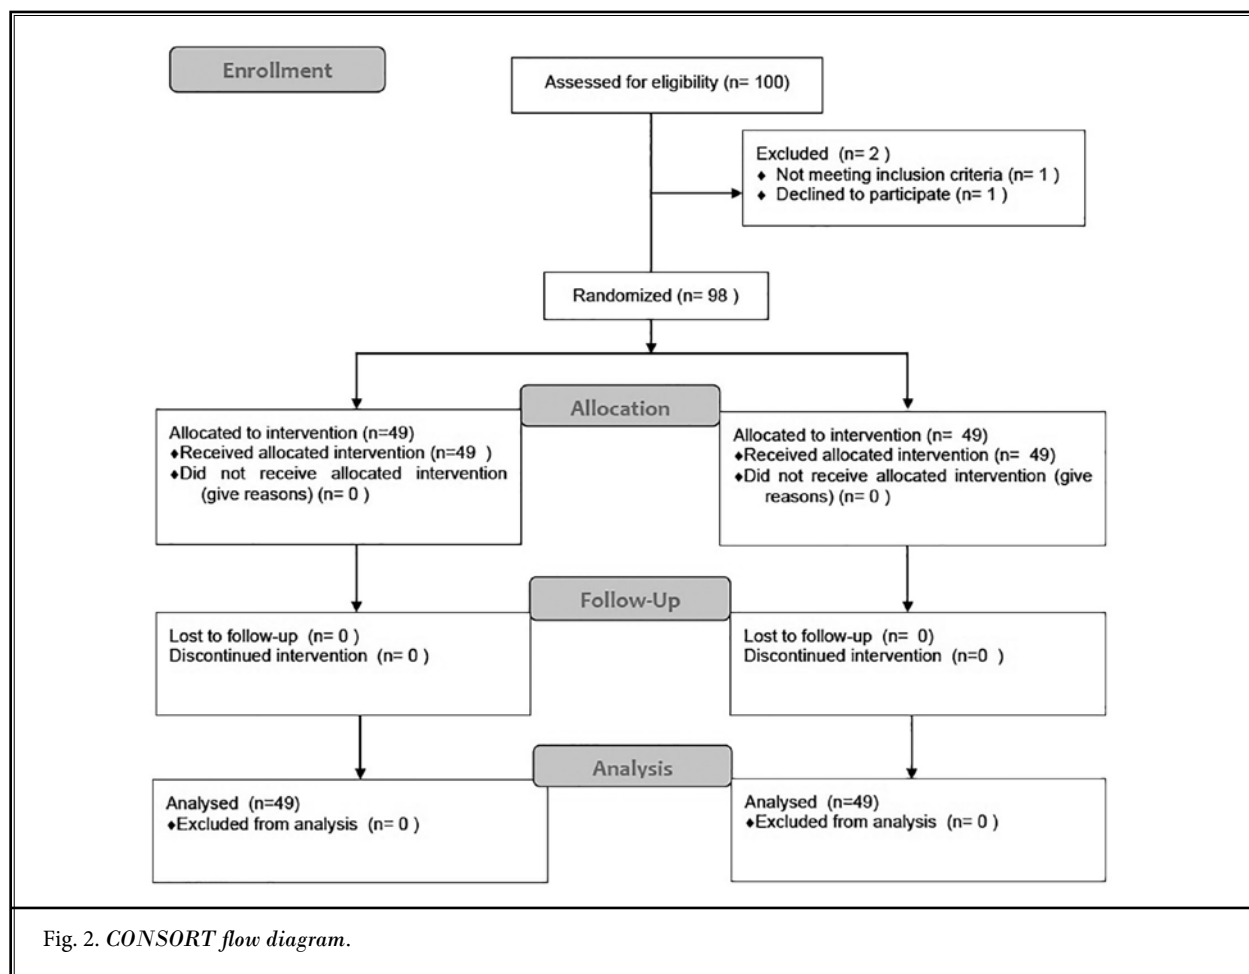 Enrollment
Assessed for eligibility (n= 100)
Excluded (n= 2 )
♦ Not meeting inclusion criteria (n= 1 )
♦ Declined to participate (n= 1 )
Randomized (n= 98 )
Allocation
Allocated to intervention (n=49)
♦Received allocated intervention (n=49 )
♦Did not receive allocated intervention
(give reasons) (n= 0 )
Allocated to intervention (n= 49)
♦Received allocated intervention (n= 49)
♦Did not receive allocated intervention (give
reasons) (n= 0 )
Follow-Up
Lost to follow-up (n= 0 )
Discontinued intervention (n= 0 )
Lost to follow-up (n= 0)
Discontinued intervention (n=0 )
Analysis
Analysed (n=49)
♦Excluded from analysis (n= 0 )
Analysed (n=49)
♦Excluded from analysis (n= 0 )
Fig. 2. CONSORT flow diagram.